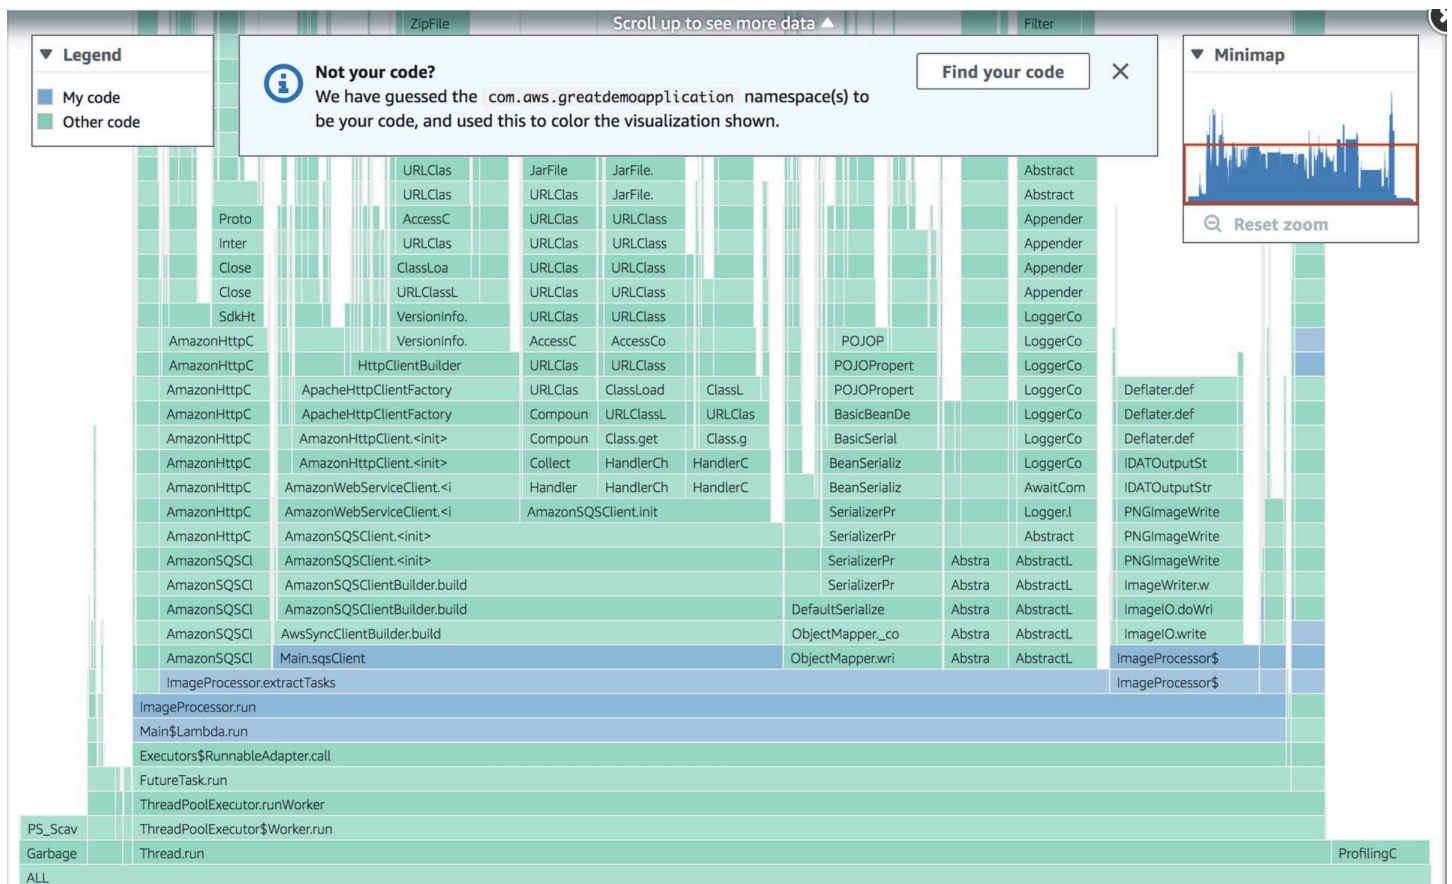 ZipFile Scroll up to see more data Filter
Legend
My code
Other code
Not your code?
We have guessed the com.aws.greatdemoapplication namespace(s) to
be your code, and used this to color the visualization shown.
Find your code
Minimap
Reset zoom
URLClas JarFile JarFile. Abstract
URLClas URLClas JarFile. Abstract
Proto AccessC URLClas URLClass Appender
Inter URLClas URLClas URLClass Appender
Close ClassLoa URLClas URLClass Appender
Close URLClassL URLClas URLClass Appender
SdkHt VersionInfo. URLClas URLClass LoggerCo
AmazonHttpC VersionInfo. AccessC AccessCo POJOP LoggerCo
AmazonHttpC HttpClientBuilder URLClas URLClass POJOPropert LoggerCo
AmazonHttpC ApacheHttpClientFactory URLClas ClassLoad ClassL POJOPropert LoggerCo Deflater.def
AmazonHttpC ApacheHttpClientFactory Compoun URLClassL URLClas BasicBeanDe LoggerCo Deflater.def
AmazonHttpC AmazonHttpClient.<init> Compoun Class.get Class.g BasicSerial LoggerCo Deflater.def
AmazonHttpC AmazonHttpClient.<init> Collect HandlerCh HandlerC BeanSerializ LoggerCo IDATOutputSt
AmazonHttpC AmazonWebServiceClient.<i Handler HandlerCh HandlerC BeanSerializ AwaitCom IDATOutputStr
AmazonHttpC AmazonWebServiceClient.<i AmazonSQSClient.init SerializerPr Logger.l PNGImageWrite
AmazonHttpC AmazonSQSClient.<init> SerializerPr Abstract PNGImageWrite
AmazonSQSCl AmazonSQSClient.<init> SerializerPr Abstra AbstractL PNGImageWrite
AmazonSQSCl AmazonSQSClientBuilder.build SerializerPr Abstra AbstractL ImageWriter.w
AmazonSQSCl AmazonSQSClientBuilder.build DefaultSerialize Abstra AbstractL ImageIO.doWri
AmazonSQSCl AwsSyncClientBuilder.build ObjectMapper._co Abstra AbstractL ImageIO.write
AmazonSQSCl Main.sqsClient ObjectMapper.wri Abstra AbstractL ImageProcessor$
ImageProcessor.extractTasks ImageProcessor$
ImageProcessor.run
Main$Lambda.run
Executors$RunnableAdapter.call
FutureTask.run
ThreadPoolExecutor.runWorker
PS_Scav ThreadPoolExecutor$Worker.run
Garbage Thread.run ProfilingC
ALL